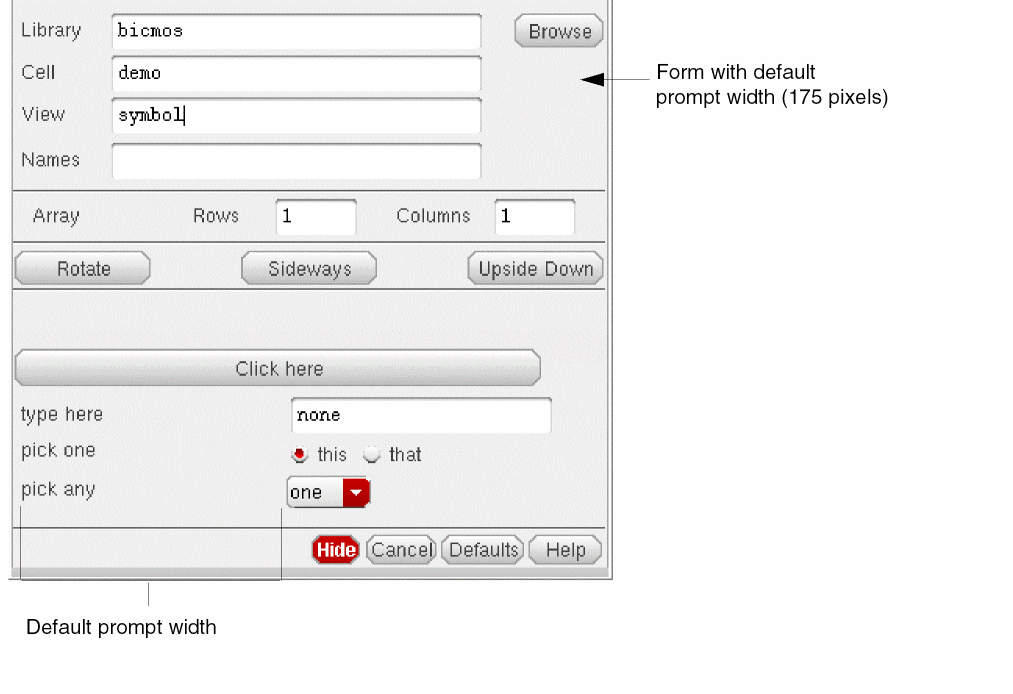 Library bicmos Browse
Cell demo
Form with default
prompt width (175 pixels)
View symbol
Names
Array Rows 1 Columns 1
Rotate Sideways Upside Down
Click here
type here none
pick one this that
pick any one
Hide Cancel Defaults Help
Default prompt width